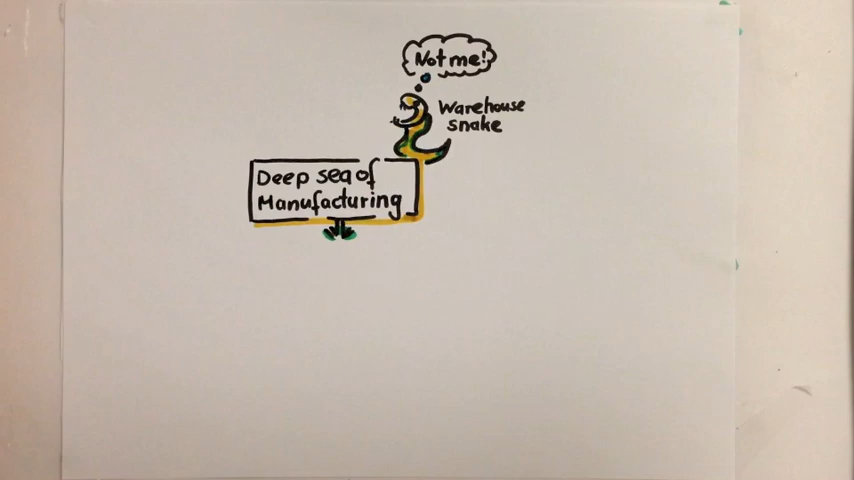 Not me!
Warehouse
snake
Deep sea of
Manufacturing